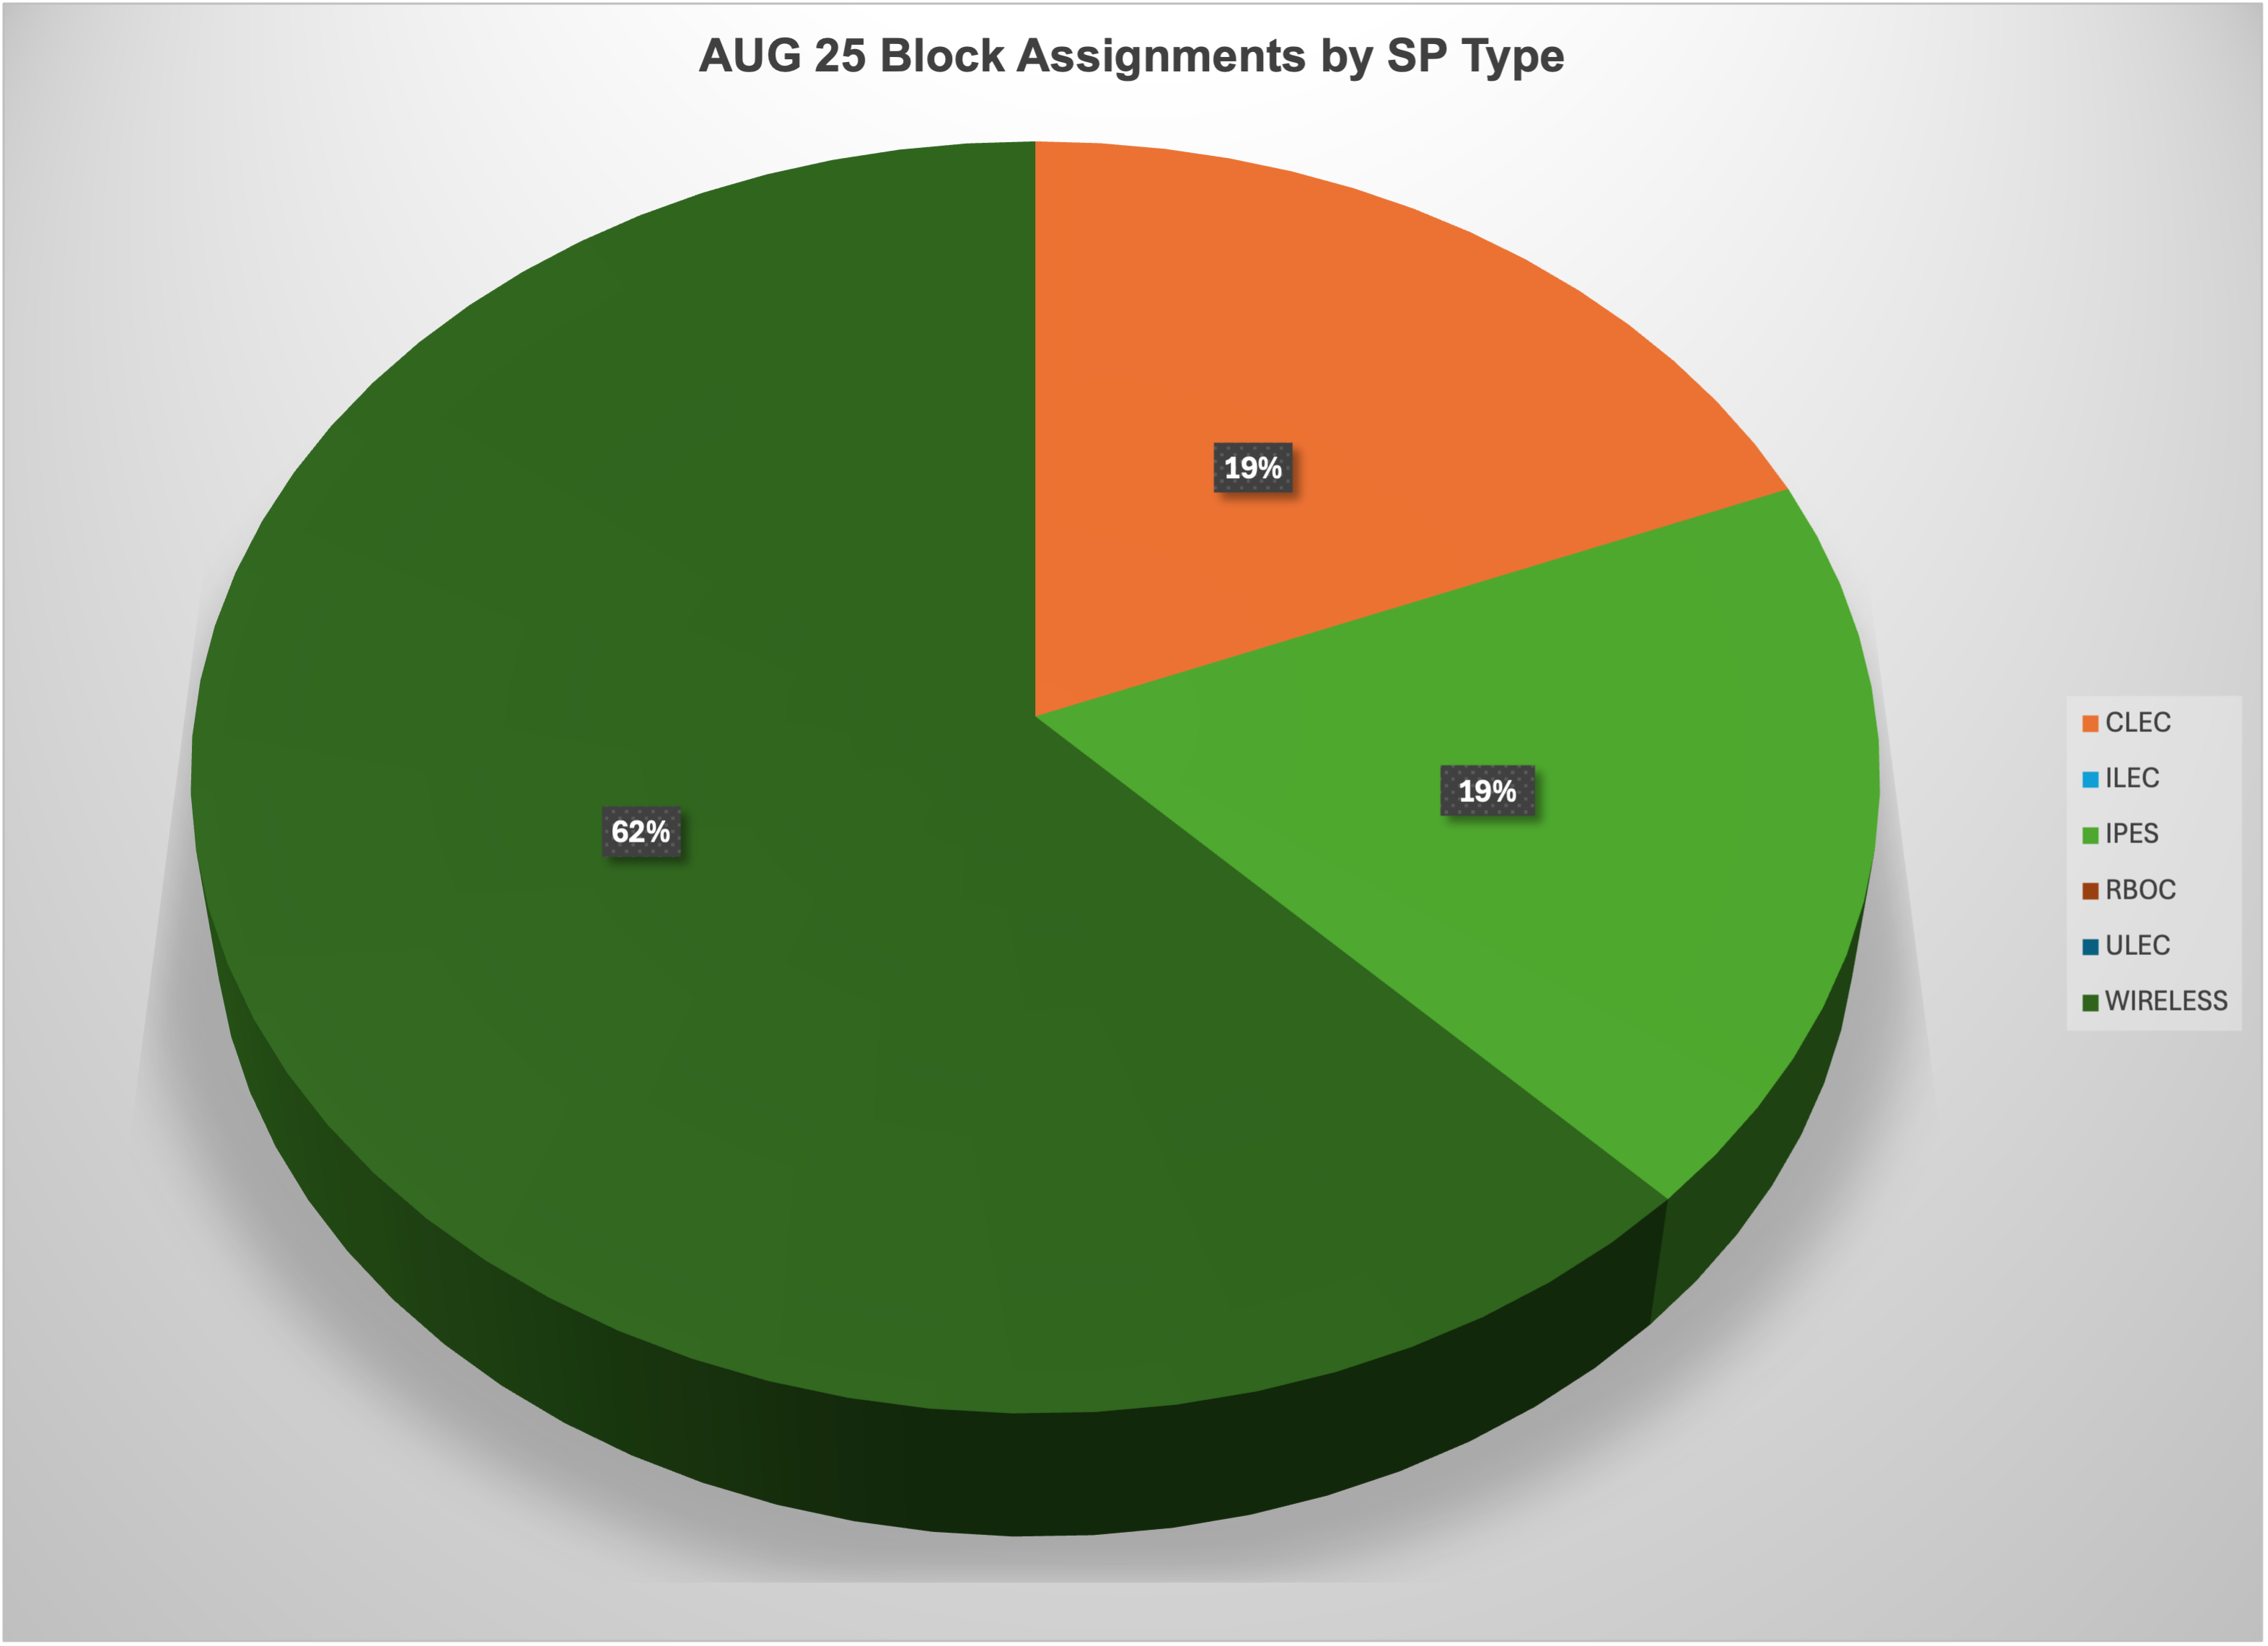 AUG 25 Block Assignments by SP Type
19%
19%
62%
CLEC
ILEC
IPES
RBOC
ULEC
WIRELESS